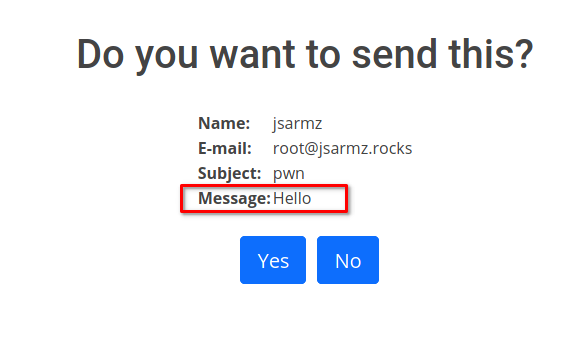 Do you want to send this?
Name: jsarmz
E-mail: root@jsarmz.rocks
Subject: pwn
Message: Hello
Yes No